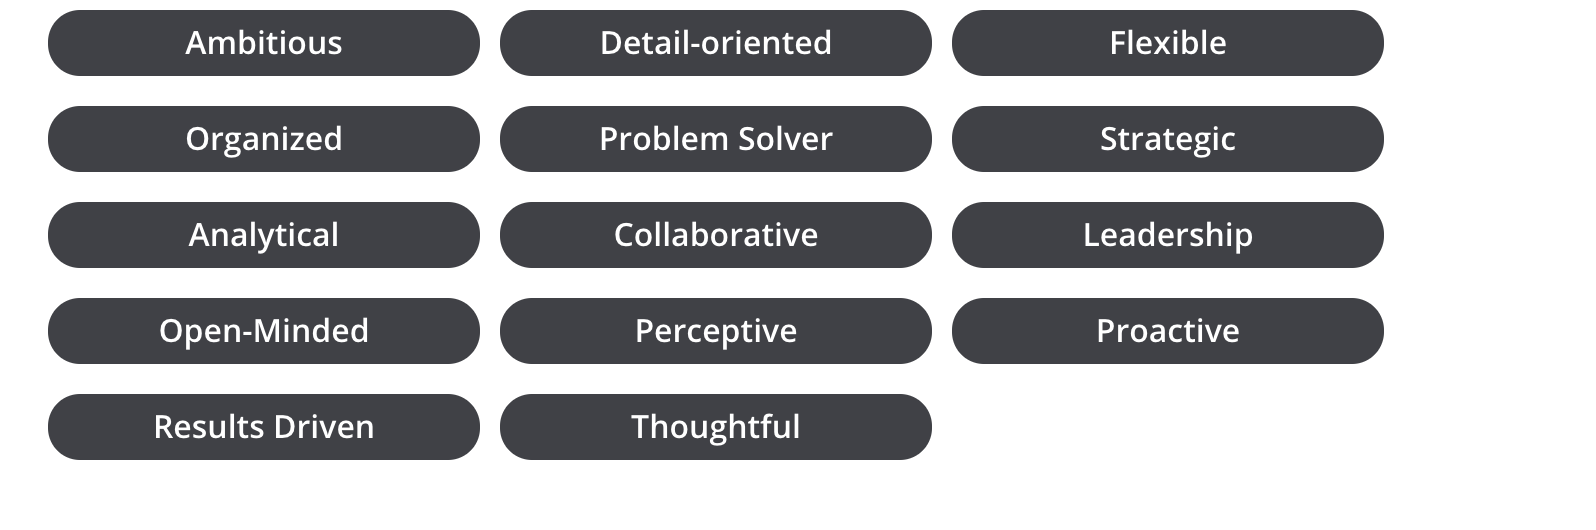 Ambitious
Detail-oriented
Flexible
Organized
Problem Solver
Strategic
Analytical
Collaborative
Leadership
Open-Minded
Perceptive
Proactive
Results Driven
Thoughtful